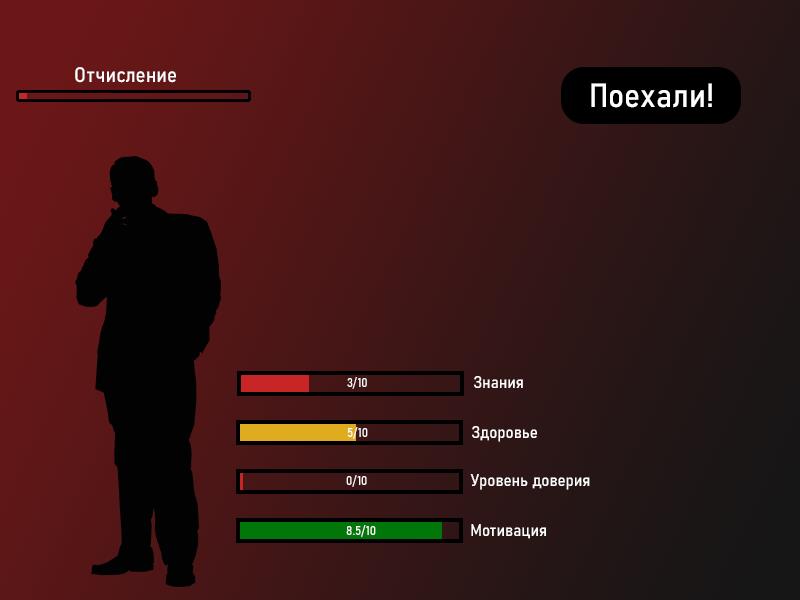 Отчисление
Поехали!
3/10 Знания
5/10 Здоровье
0/10 Уровень доверия
8.5/10 Мотивация